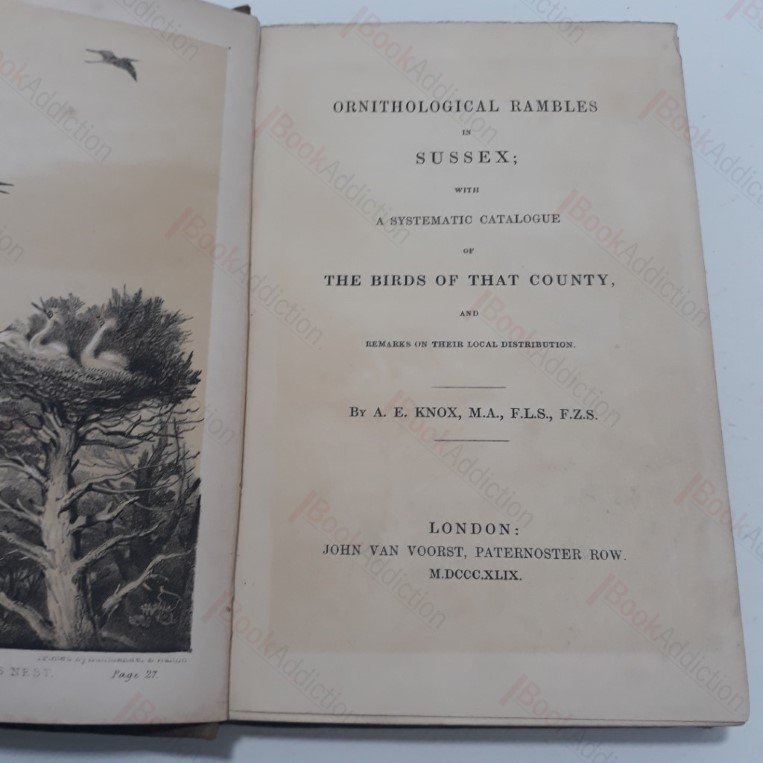 ORNITHOLOGICAL RAMBLES
IN
SUSSEX;
WITH
A SYSTEMATIC CATALOGUE
OF
THE BIRDS OF THAT COUNTY,
AND
REMARKS ON THEIR LOCAL DISTRIBUTION.
BY A. E. KNOX, M.A., F.L.S., F.Z.S.
LONDON:
JOHN VAN VOORST, PATERNOSTER ROW.
M.DCCC.XLIX.
NEST. Page 27
BookAddiction